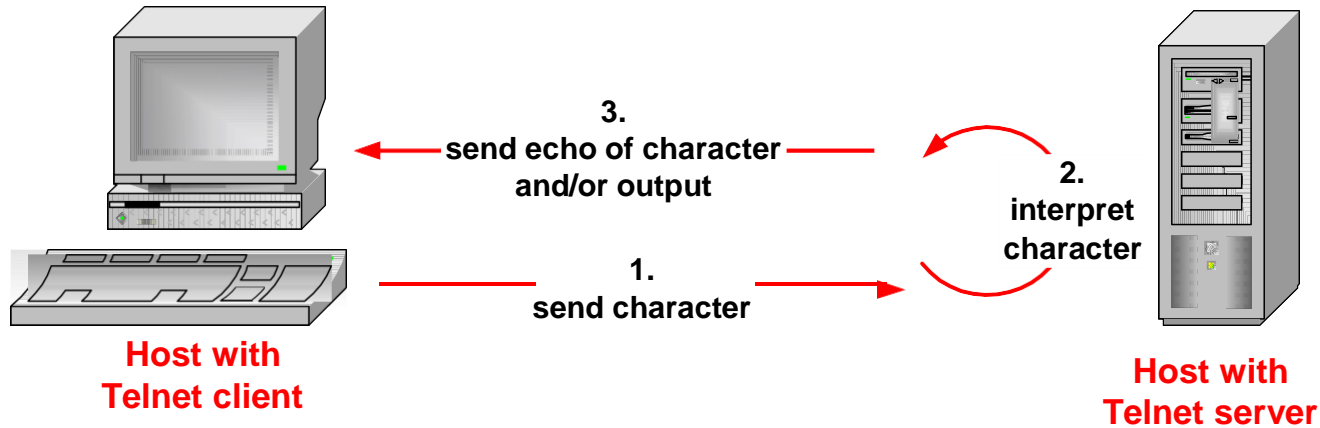 3.
send echo of character
and/or output
2.
interpret
character
1.
send character
Host with
Telnet client
Host with
Telnet server